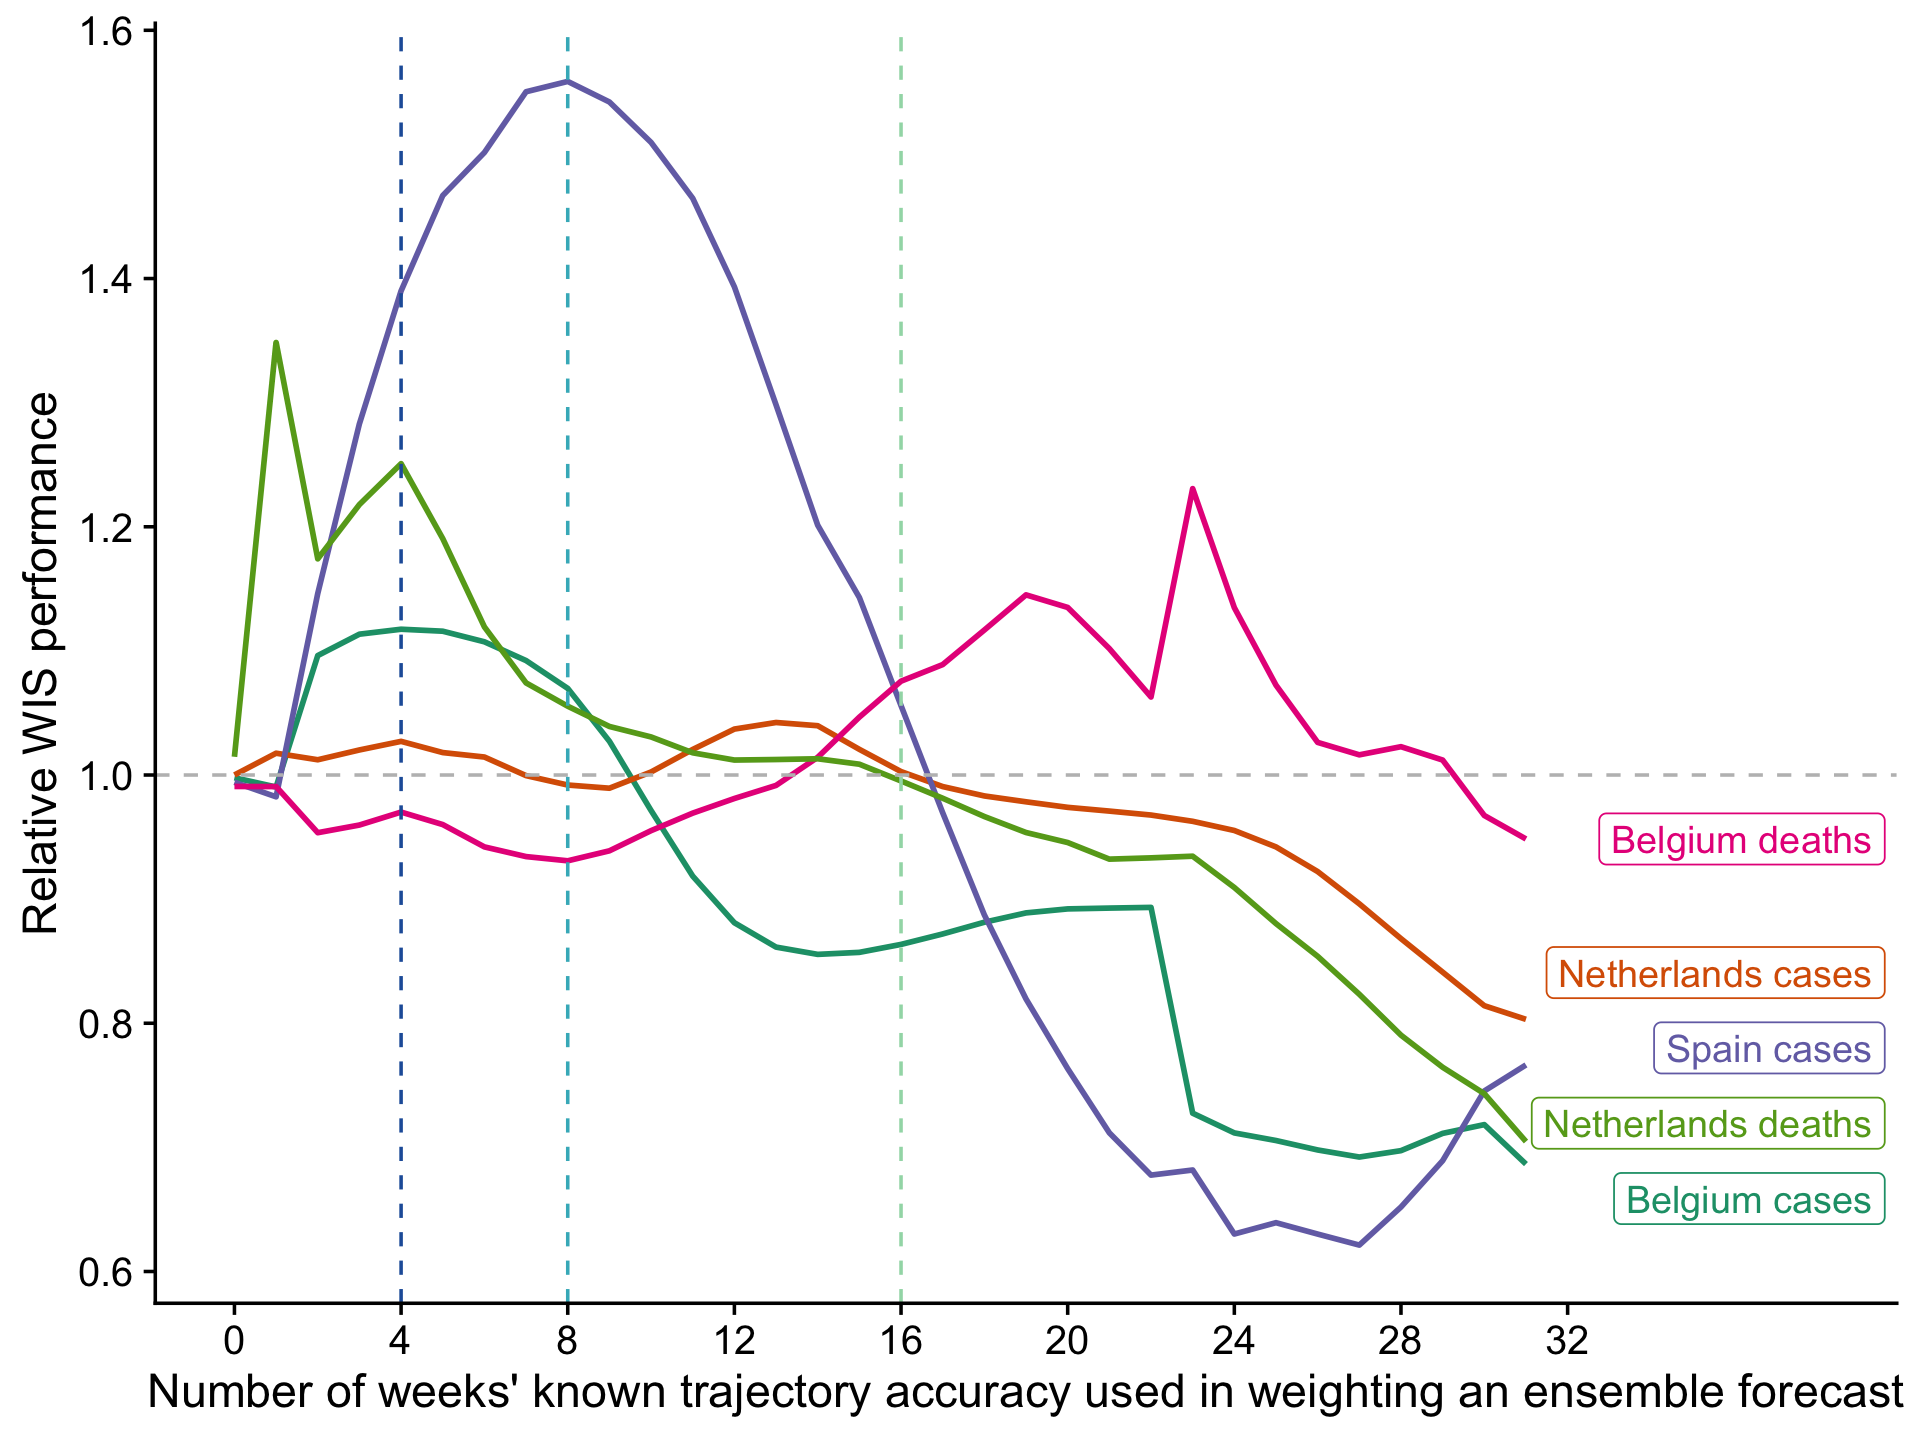 1.6
1.4
1.2
1.0
0.8
0.6
Relative WIS performance
Belgium deaths
Netherlands cases
Spain cases
Netherlands deaths
Belgium cases
0 4 8 12 16 20 24 28 32
Number of weeks' known trajectory accuracy used in weighting an ensemble forecast